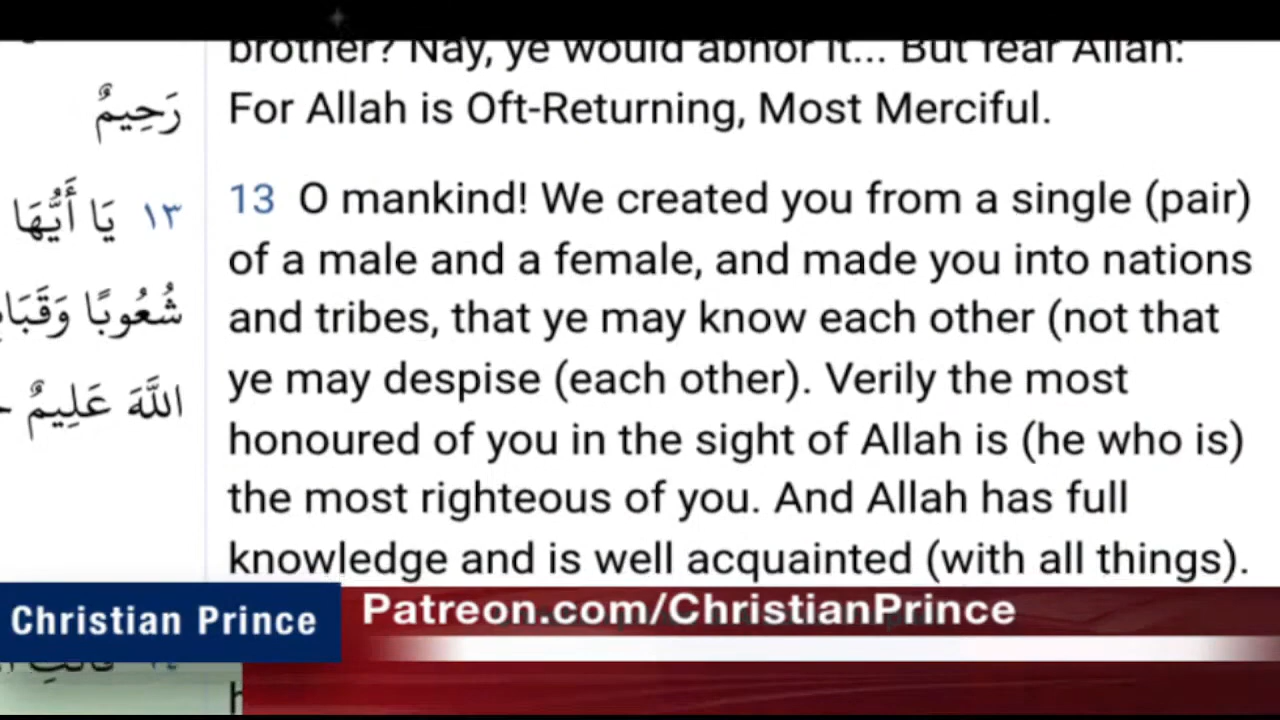 brother? Nay, ye would abhor it... But fear Allah:
For Allah is Oft-Returning, Most Merciful.
رَحِيمٌ
13 O mankind! We created you from a single (pair)
of a male and a female, and made you into nations
and tribes, that ye may know each other (not that
ye may despise (each other). Verily the most
honoured of you in the sight of Allah is (he who is)
the most righteous of you. And Allah has full
knowledge and is well acquainted (with all things).
١٣ يَا أَيُّهَا
شُعُوبًا
اللَّهَ عَلِيمٌ
Christian Prince
Patreon.com/ChristianPrince